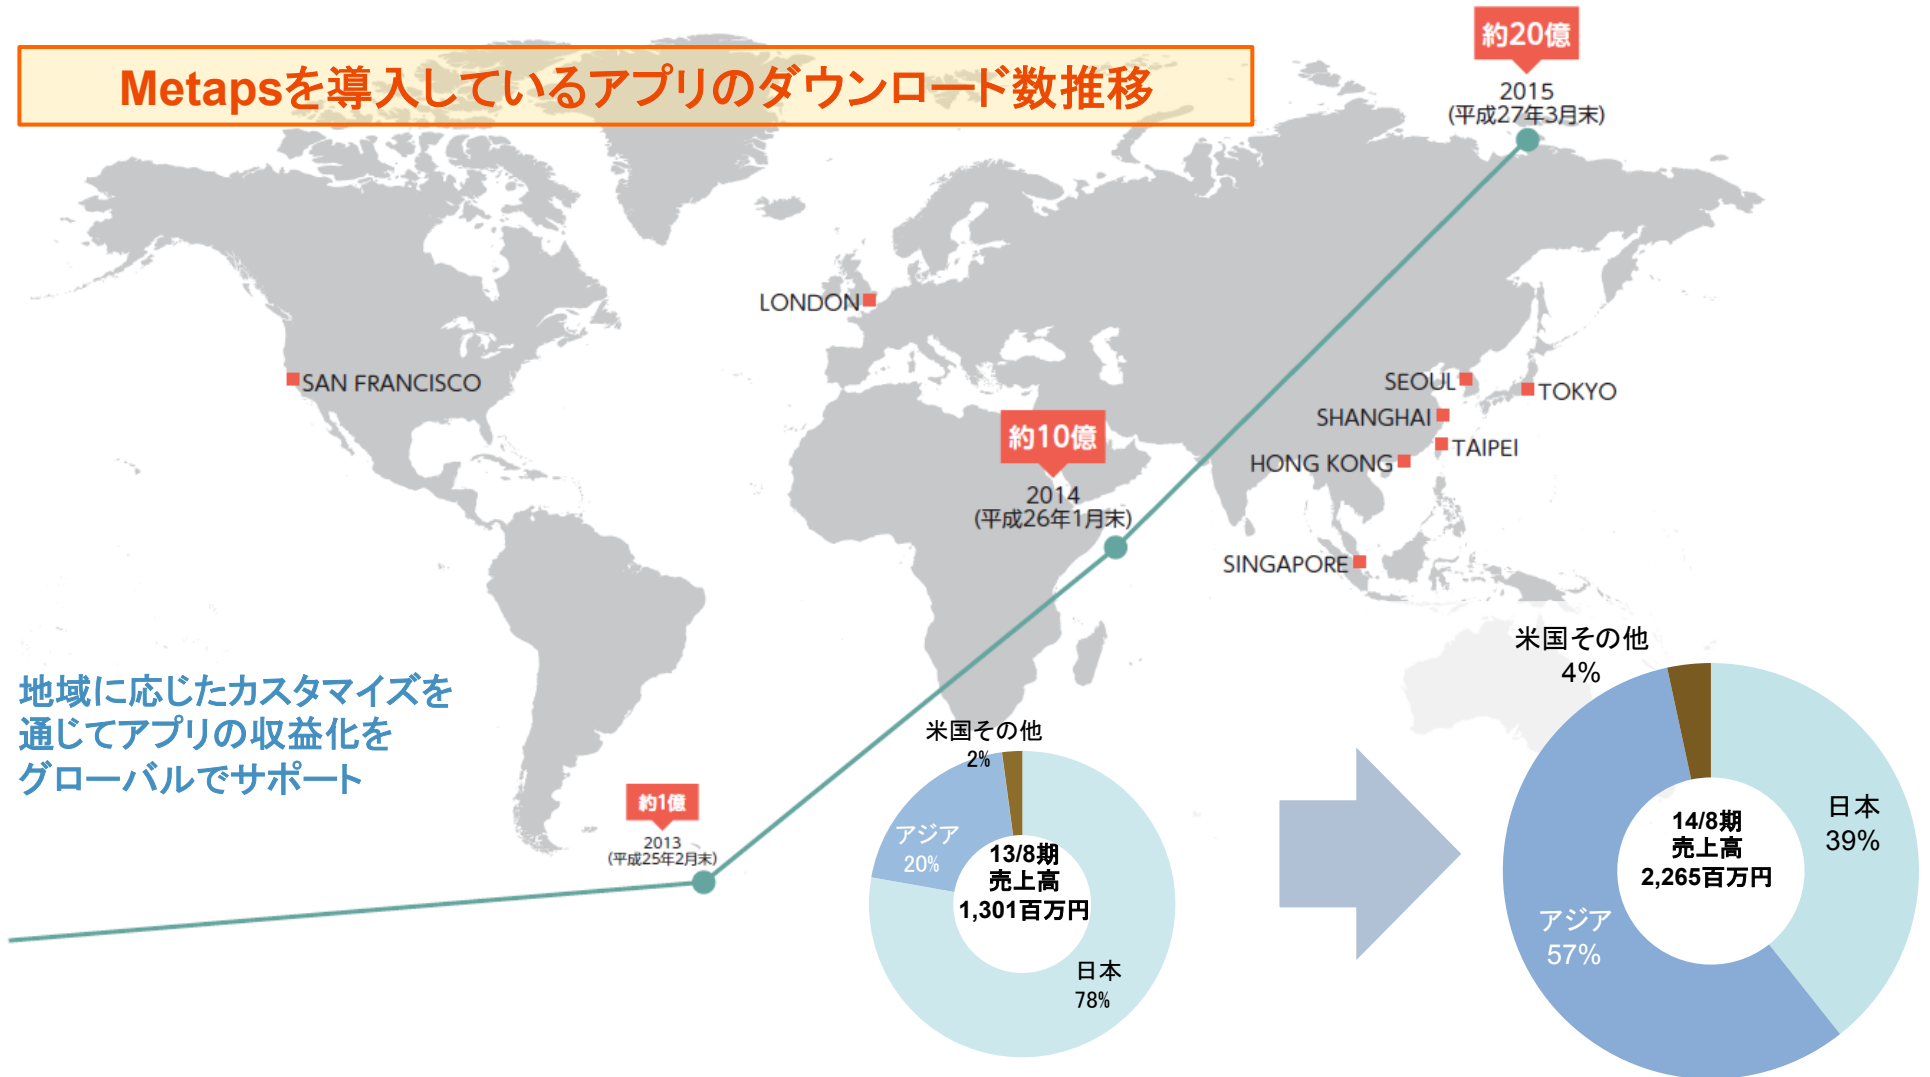 Metapsを導入しているアプリのダウンロード数推移
約20億
2015
(平成27年3月末)
LONDON
SAN FRANCISCO
SEOUL
TOKYO
SHANGHAI
TAIPEI
HONG KONG
SINGAPORE
約10億
2014
(平成26年1月末)
地域に応じたカスタマイズを
通じてアプリの収益化を
グローバルでサポート
約1億
2013
(平成25年2月末)
米国その他
2%
アジア
20%
13/8期
売上高
1,301百万円
日本
78%
米国その他
4%
日本
39%
14/8期
売上高
2,265百万円
アジア
57%